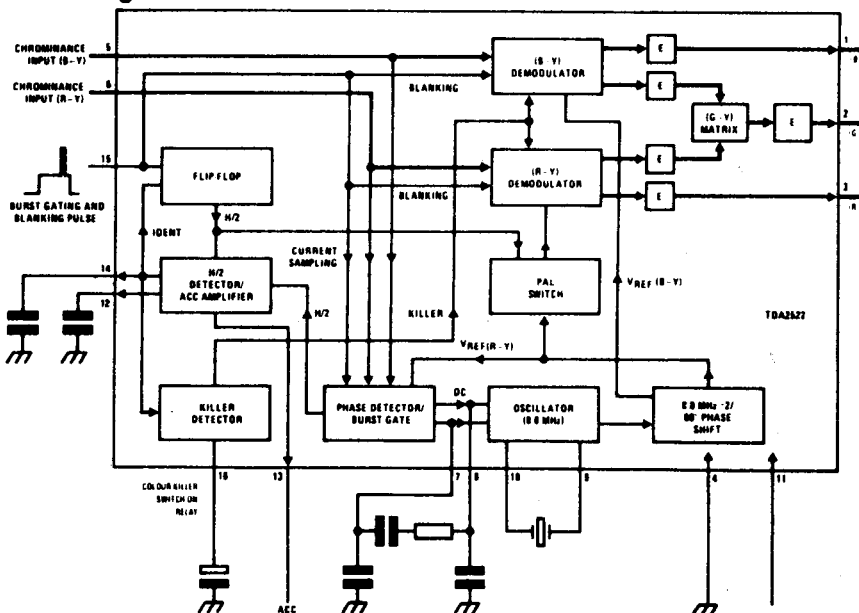 CHROMINANCE
INPUT (B-Y)
5
CHROMINANCE
INPUT (R-Y)
6
BLANKING
(B-Y)
DEMODULATOR
E
1
E
(G-Y)
MATRIX
E
2
-G
15
FLIP-FLOP
BURST GATING AND
BLANKING PULSE
IDENT
H/2
BLANKING
(R-Y)
DEMODULATOR
E
E
3
-R
14
12
H/2
DETECTOR/
ACC AMPLIFIER
CURRENT
SAMPLING
H/2
KILLER
PAL
SWITCH
VREF (B-Y)
TDA2522
VREF(R-Y)
KILLER
DETECTOR
PHASE DETECTOR/
BURST GATE
DC
OSCILLATOR
(8.8 MHz)
PHASE
SHIFT
COLOUR KILLER
SWITCH ON
RELAY
16
13
7
10
4
11
ACC